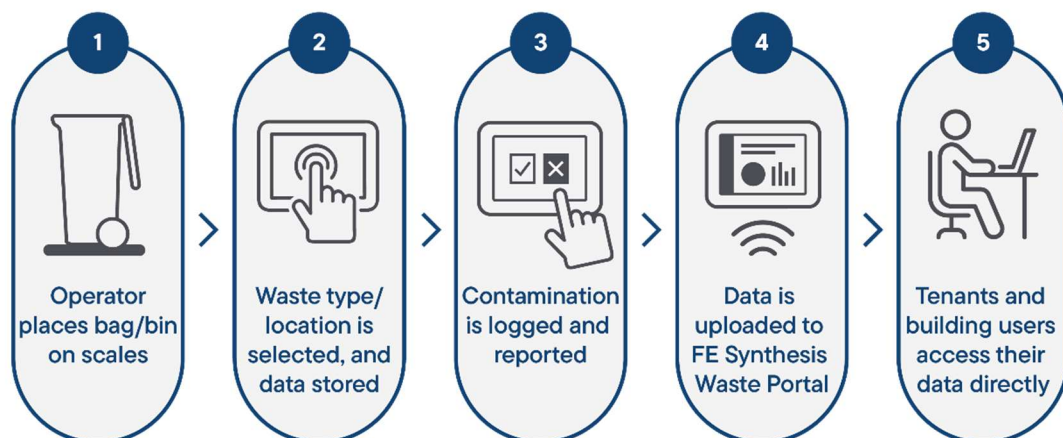 1
Operator
places bag/bin
on scales
2
Waste type/
location is
selected, and
data stored
3
Contamination
is logged and
reported
4
Data is
uploaded to
FE Synthesis
Waste Portal
5
Tenants and
building users
access their
data directly